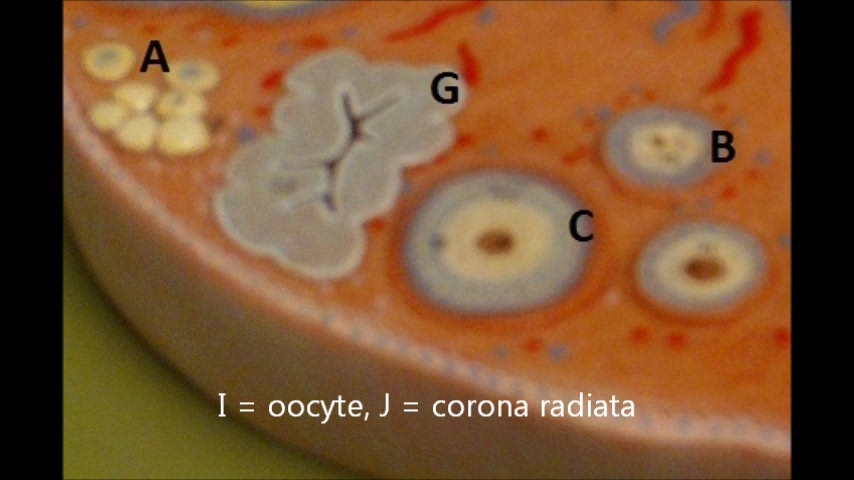 A
G
B
C
I = oocyte, J = corona radiata